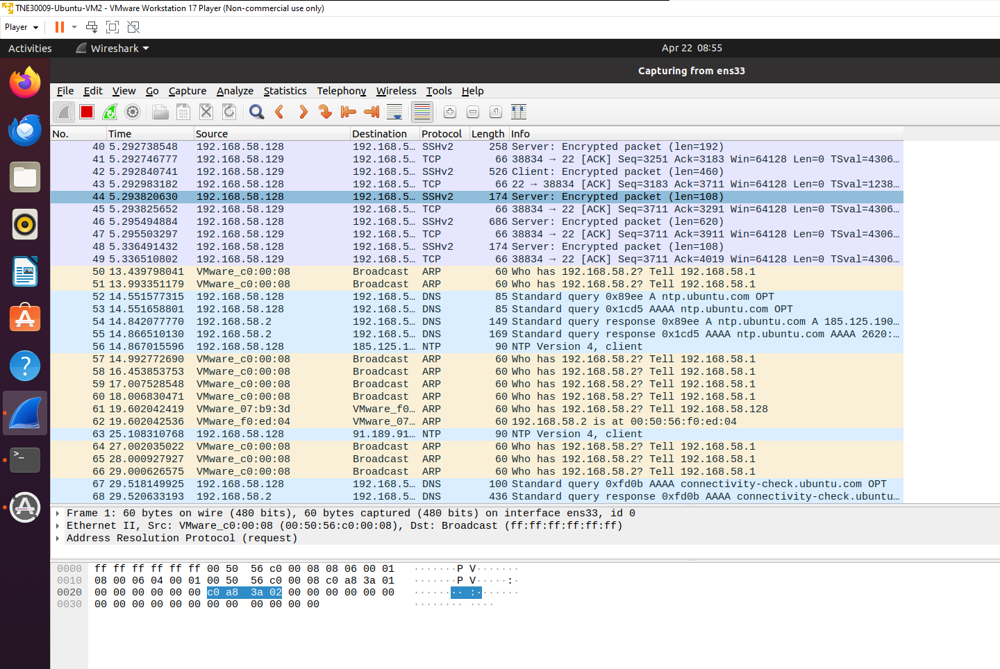 TNE30009-Ubuntu-VM2 - VMware Workstation 17 Player (Non-commercial use only)
Player
Activities Wireshark Apr 22 08:55
Capturing from ens33
File Edit View Go Capture Analyze Statistics Telephony Wireless Tools Help
No. Time Source Destination Protocol Length Info
40 5.292738548 192.168.58.128 192.168.5… SSHv2 258 Server: Encrypted packet (len=192)
41 5.292746777 192.168.58.129 192.168.5… TCP 66 38834 → 22 [ACK] Seq=3251 Ack=3183 Win=64128 Len=0 TSval=4306…
42 5.292840741 192.168.58.129 192.168.5… SSHv2 526 Client: Encrypted packet (len=460)
43 5.292983182 192.168.58.128 192.168.5… TCP 66 22 → 38834 [ACK] Seq=3183 Ack=3711 Win=64128 Len=0 TSval=1238…
44 5.293820630 192.168.58.128 192.168.5… SSHv2 174 Server: Encrypted packet (len=108)
45 5.293825652 192.168.58.129 192.168.5… TCP 66 38834 → 22 [ACK] Seq=3711 Ack=3291 Win=64128 Len=0 TSval=4306…
46 5.295494884 192.168.58.128 192.168.5… SSHv2 686 Server: Encrypted packet (len=620)
47 5.295503297 192.168.58.129 192.168.5… TCP 66 38834 → 22 [ACK] Seq=3711 Ack=3911 Win=64128 Len=0 TSval=4306…
48 5.336491432 192.168.58.128 192.168.5… SSHv2 174 Server: Encrypted packet (len=108)
49 5.336510802 192.168.58.129 192.168.5… TCP 66 38834 → 22 [ACK] Seq=3711 Ack=4019 Win=64128 Len=0 TSval=4306…
50 13.439798041 VMware_c0:00:08 Broadcast ARP 60 Who has 192.168.58.2? Tell 192.168.58.1
51 13.993351179 VMware_c0:00:08 Broadcast ARP 60 Who has 192.168.58.2? Tell 192.168.58.1
52 14.551577315 192.168.58.128 192.168.5… DNS 85 Standard query 0x89ee A ntp.ubuntu.com OPT
53 14.551658801 192.168.58.128 192.168.5… DNS 85 Standard query 0x1cd5 AAAA ntp.ubuntu.com OPT
54 14.842077770 192.168.58.2 192.168.5… DNS 149 Standard query response 0x89ee A ntp.ubuntu.com A 185.125.190…
55 14.866510130 192.168.58.2 192.168.5… DNS 169 Standard query response 0x1cd5 AAAA ntp.ubuntu.com AAAA 2620:…
56 14.867015596 192.168.58.128 185.125.1… NTP 90 NTP Version 4, client
57 14.992772690 VMware_c0:00:08 Broadcast ARP 60 Who has 192.168.58.2? Tell 192.168.58.1
58 16.453853753 VMware_c0:00:08 Broadcast ARP 60 Who has 192.168.58.2? Tell 192.168.58.1
59 17.007528548 VMware_c0:00:08 Broadcast ARP 60 Who has 192.168.58.2? Tell 192.168.58.1
60 18.006830471 VMware_c0:00:08 Broadcast ARP 60 Who has 192.168.58.2? Tell 192.168.58.1
61 19.602042419 VMware_07:b9:3d VMware_f0… ARP 60 Who has 192.168.58.2? Tell 192.168.58.128
62 19.602042536 VMware_f0:ed:04 VMware_07… ARP 60 192.168.58.2 is at 00:50:56:f0:ed:04
63 25.108310768 192.168.58.128 91.189.91… NTP 90 NTP Version 4, client
64 27.002035022 VMware_c0:00:08 Broadcast ARP 60 Who has 192.168.58.2? Tell 192.168.58.1
65 28.000927927 VMware_c0:00:08 Broadcast ARP 60 Who has 192.168.58.2? Tell 192.168.58.1
66 29.000626575 VMware_c0:00:08 Broadcast ARP 60 Who has 192.168.58.2? Tell 192.168.58.1
67 29.518149925 192.168.58.128 192.168.5… DNS 100 Standard query 0xfd0b AAAA connectivity-check.ubuntu.com OPT
68 29.520633193 192.168.58.2 192.168.5… DNS 436 Standard query response 0xfd0b AAAA connectivity-check.ubuntu…
Frame 1: 60 bytes on wire (480 bits), 60 bytes captured (480 bits) on interface ens33, id 0
Ethernet II, Src: VMware_c0:00:08 (00:50:56:c0:00:08), Dst: Broadcast (ff:ff:ff:ff:ff:ff)
Address Resolution Protocol (request)
0000 ff ff ff ff ff ff 00 50 56 c0 00 08 08 06 00 01 ·······P V·······
0010 08 00 06 04 00 01 00 50 56 c0 00 08 c0 a8 3a 01 ·······P V·····:·
0020 00 00 00 00 00 00 c0 a8 3a 02 00 00 00 00 00 00 ········ :·······
0030 00 00 00 00 00 00 00 00 00 00 00 00 ········ ····